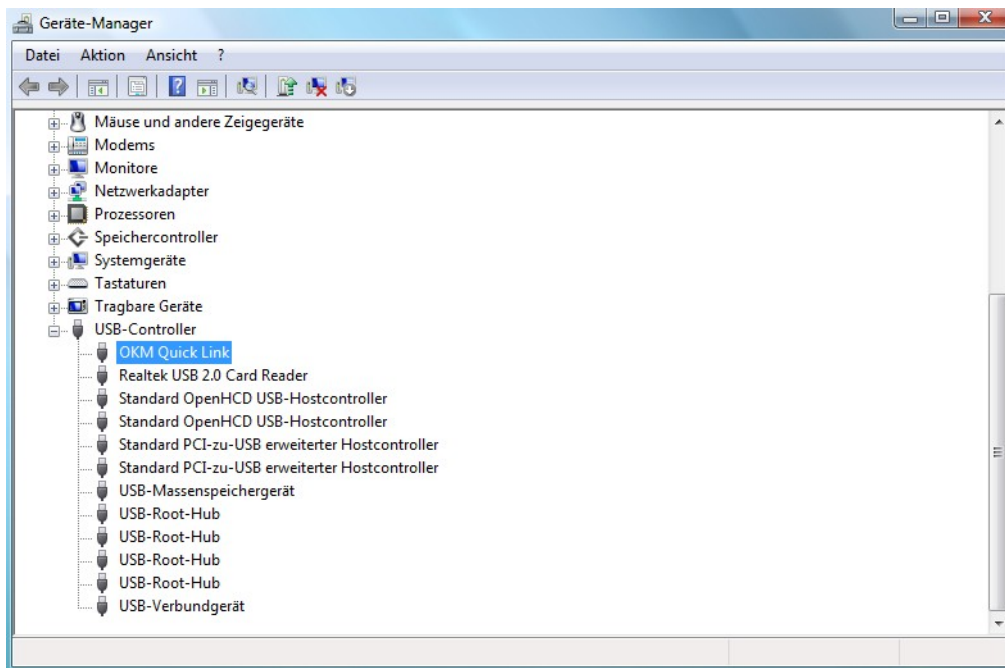 Geräte-Manager
Datei Aktion Ansicht ?
Mäuse und andere Zeigegeräte
Modems
Monitore
Netzwerkadapter
Prozessoren
Speichercontroller
Systemgeräte
Tastaturen
Tragbare Geräte
USB-Controller
OKM Quick Link
Realtek USB 2.0 Card Reader
Standard OpenHCD USB-Hostcontroller
Standard OpenHCD USB-Hostcontroller
Standard PCI-zu-USB erweiterter Hostcontroller
Standard PCI-zu-USB erweiterter Hostcontroller
USB-Massenspeichergerät
USB-Root-Hub
USB-Root-Hub
USB-Root-Hub
USB-Root-Hub
USB-Verbundgerät